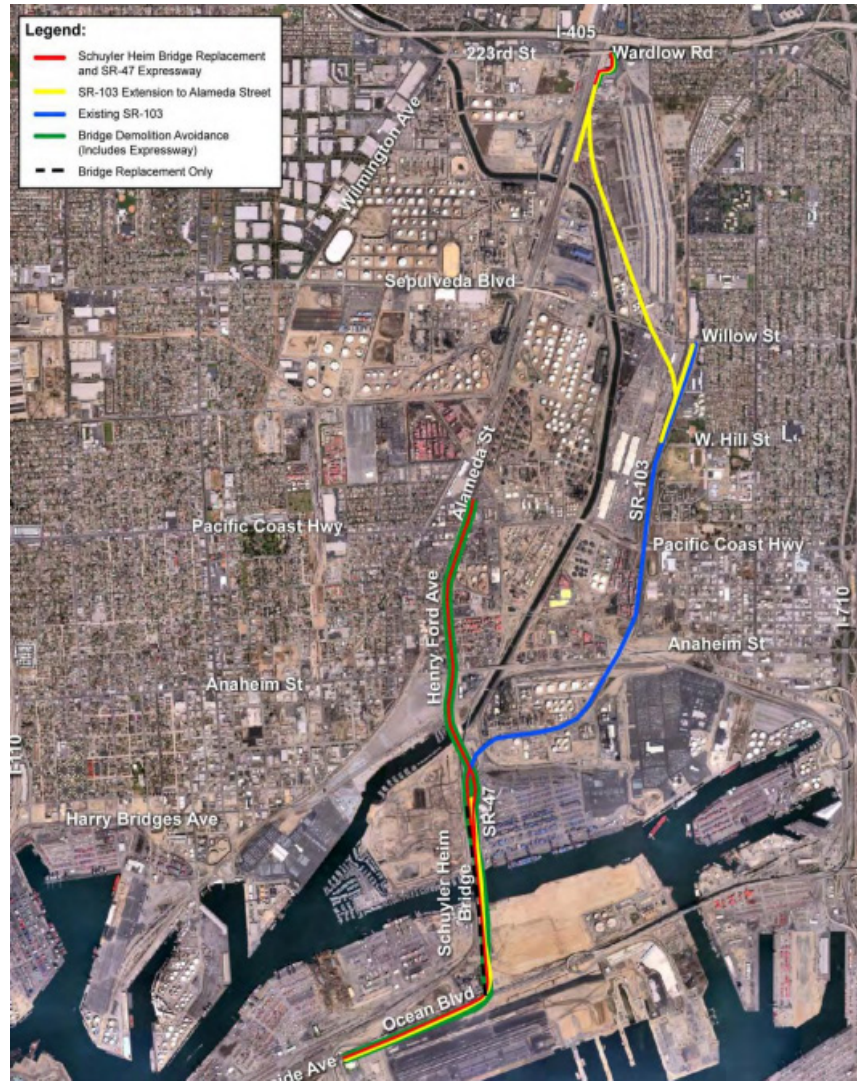 Legend:
Schuyler Heim Bridge Replacement
and SR-47 Expressway
SR-103 Extension to Alameda Street
Existing SR-103
Bridge Demolition Avoidance
(Includes Expressway)
Bridge Replacement Only
I-405
223rd St
Wardlow Rd
Wilmington Ave
Sepulveda Blvd
Willow St
W. Hill St
Alameda St
SR-103
Pacific Coast Hwy
Pacific Coast Hwy
I-710
Henry Ford Ave
Anaheim St
Anaheim St
I-110
Harry Bridges Ave
SR-47
Schuyler Heim
Bridge
Ocean Blvd
ide Ave